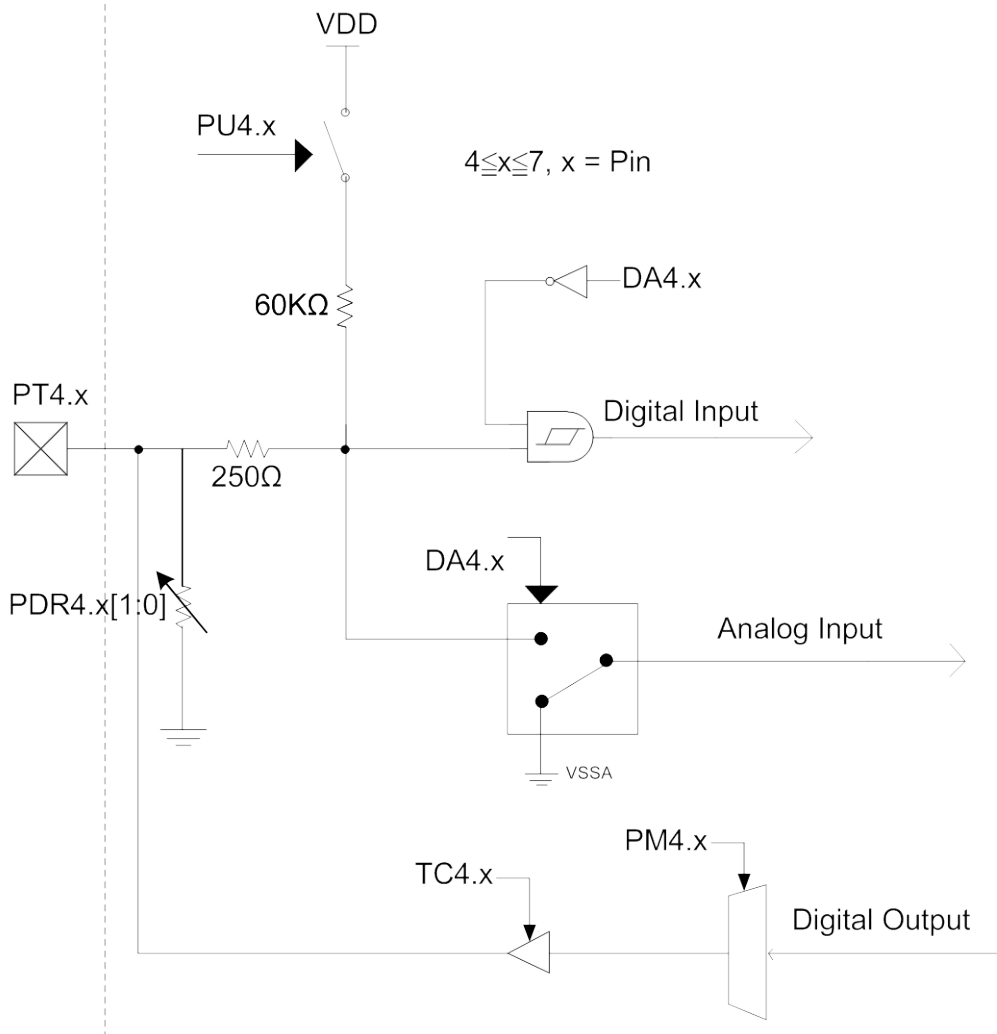 VDD
PU4.x
4≦x≦7, x = Pin
DA4.x
60KΩ
PT4.x
Digital Input
250Ω
DA4.x
PDR4.x[1:0]
Analog Input
VSSA
PM4.x
TC4.x
Digital Output